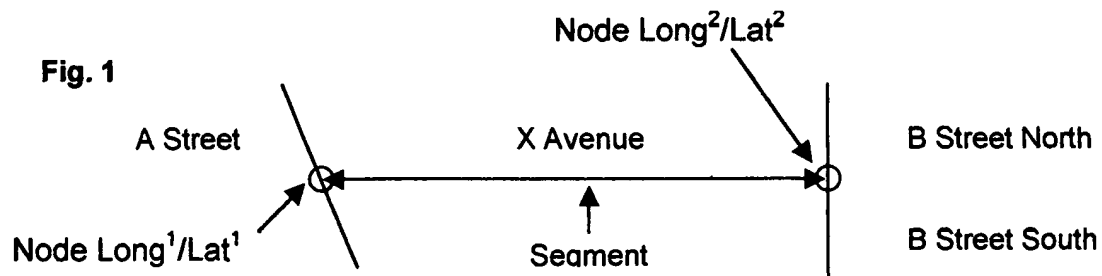 Node Long²/Lat²
Fig. 1
A Street
X Avenue
B Street North
Node Long¹/Lat¹
Segment
B Street South